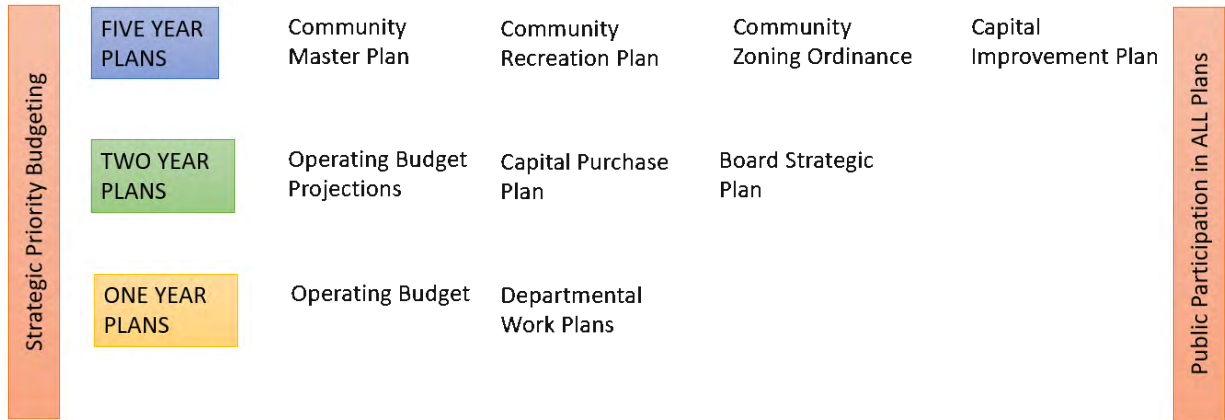 Strategic Priority Budgeting
FIVE YEAR
PLANS
Community
Master Plan
Community
Recreation Plan
Community
Zoning Ordinance
Capital
Improvement Plan
TWO YEAR
PLANS
Operating Budget
Projections
Capital Purchase
Plan
Board Strategic
Plan
ONE YEAR
PLANS
Operating Budget
Departmental
Work Plans
Public Participation in ALL Plans